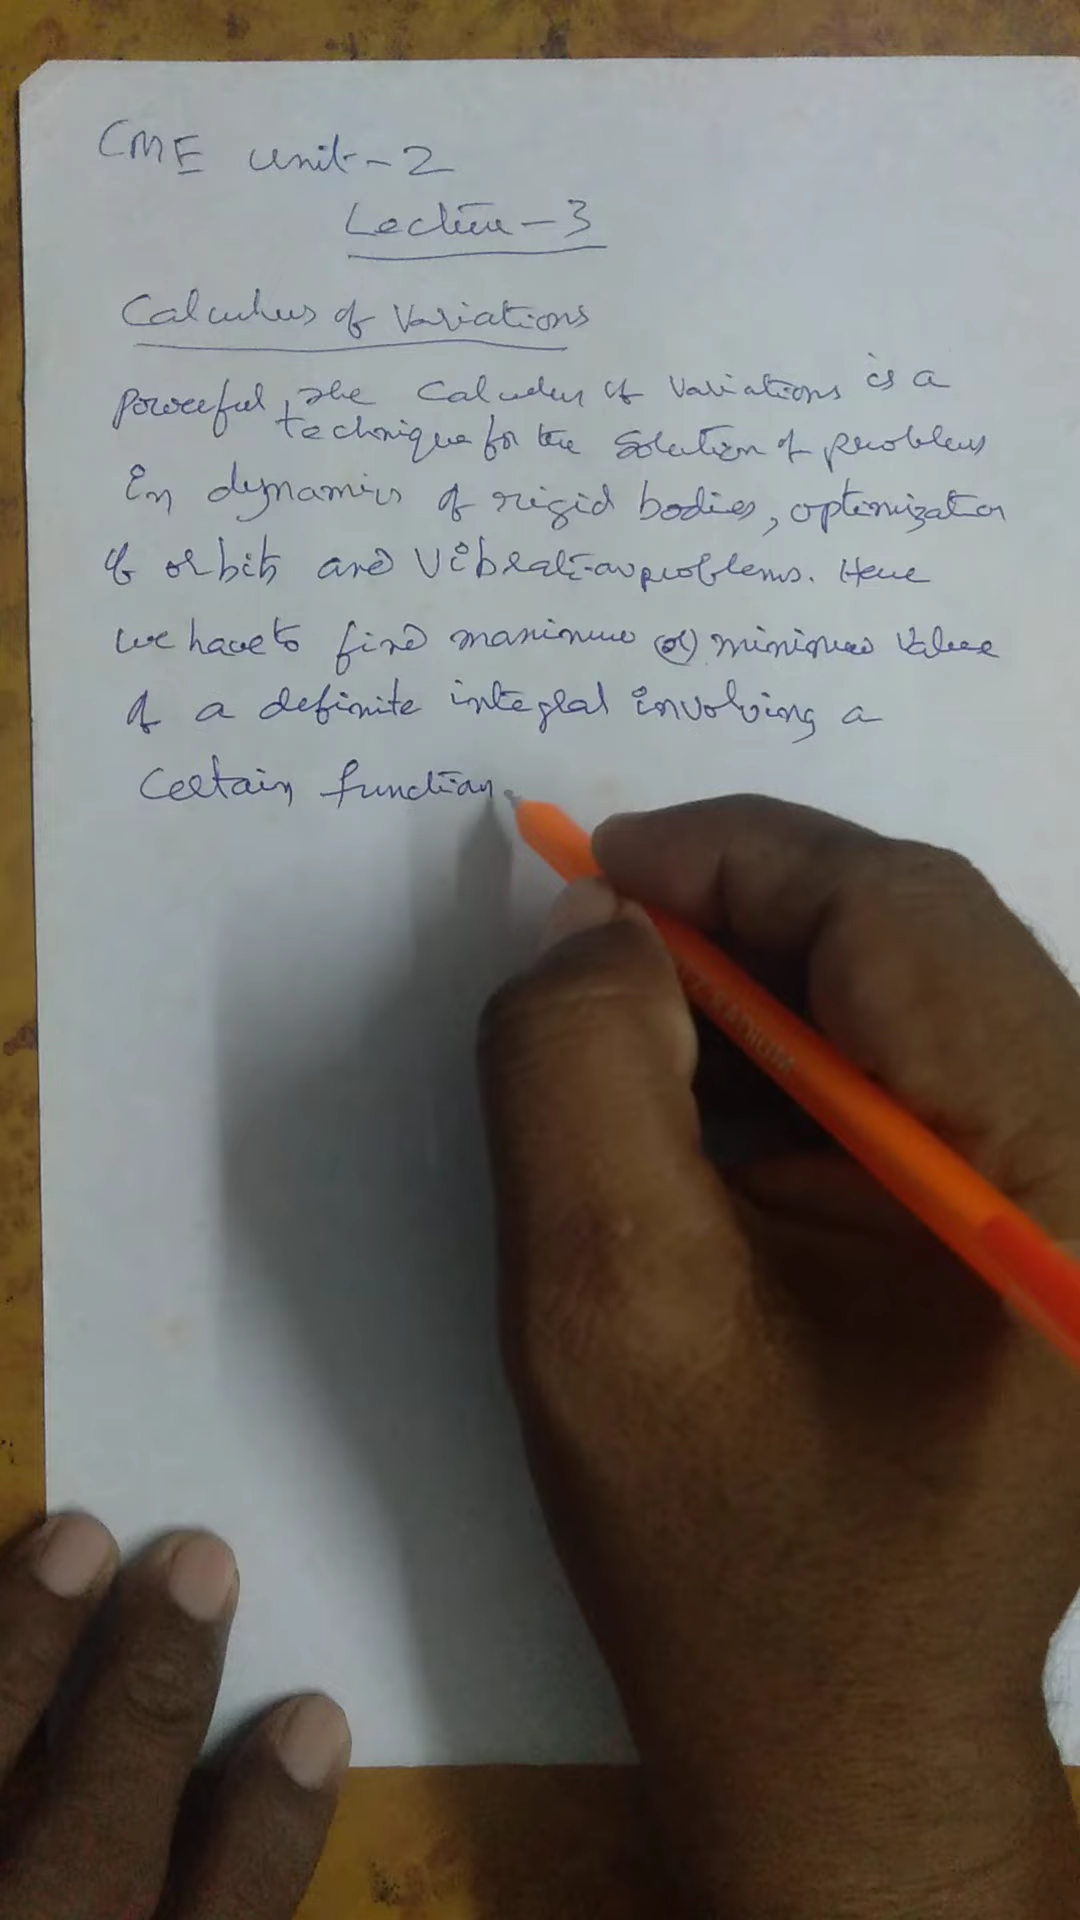 CME Unit-2
Lecture-3
Calculus of Variations
The Calculus of Variations is a
powerful technique for the solution of problems
in dynamics of rigid bodies, optimization
of orbits and Vibration problems. Here
we have to find maximum (or) minimum value
of a definite integral involving a
Certain function.